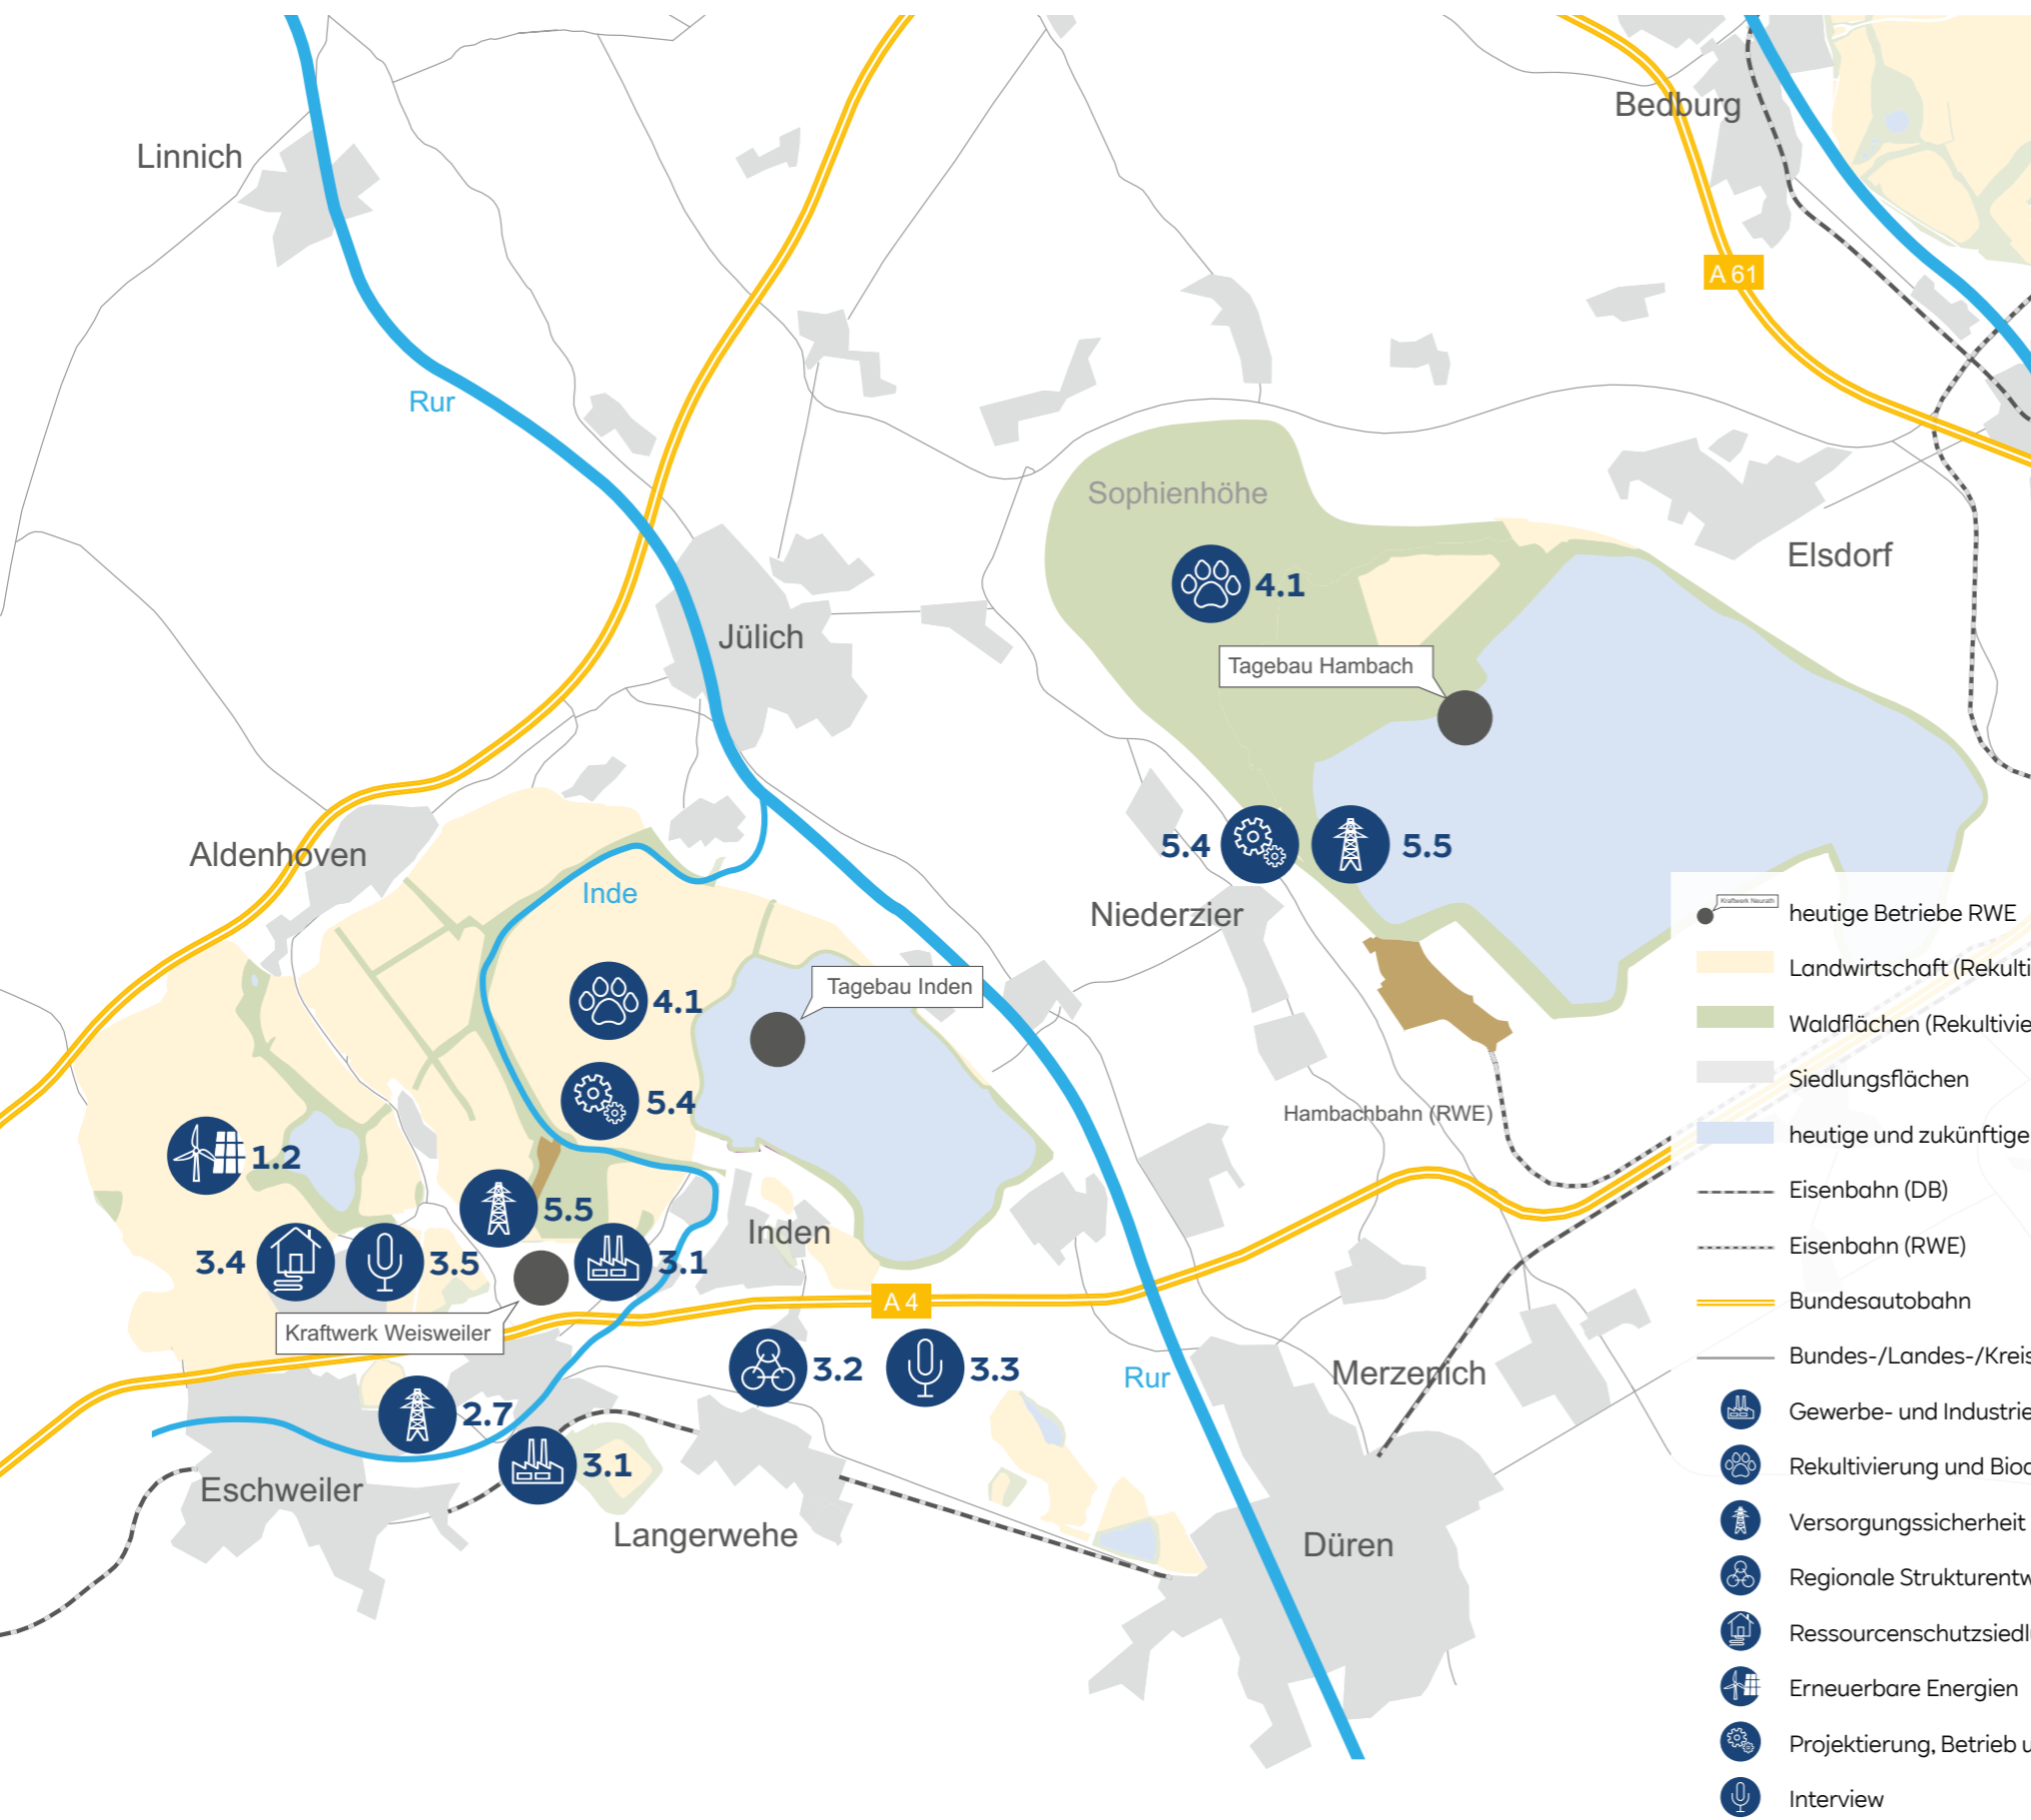 Bedburg
Linnich
A 61
Rur
Sophienhöhe
Elsdorf
4.1
Jülich
Tagebau Hambach
5.4
5.5
Aldenhoven
Inde
Niederzier
4.1
Tagebau Inden
5.4
Hambachbahn (RWE)
1.2
5.5
Inden
3.4
3.5
3.1
A 4
Kraftwerk Weisweiler
3.2
3.3
Rur
Merzenich
2.7
3.1
Eschweiler
Langerwehe
Düren
Kraftwerk Neurath
heutige Betriebe RWE
Landwirtschaft (Rekulti
Waldflächen (Rekultivie
Siedlungsflächen
heutige und zukünftige
Eisenbahn (DB)
Eisenbahn (RWE)
Bundesautobahn
Bundes-/Landes-/Kreis
Gewerbe- und Industrie
Rekultivierung und Biod
Versorgungssicherheit
Regionale Strukturentw
Ressourcenschutzsiedl
Erneuerbare Energien
Projektierung, Betrieb u
Interview